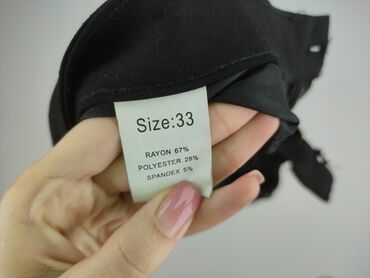 Size:33
RAYON 67%
POLYESTER 28%
SPANDEX 5%